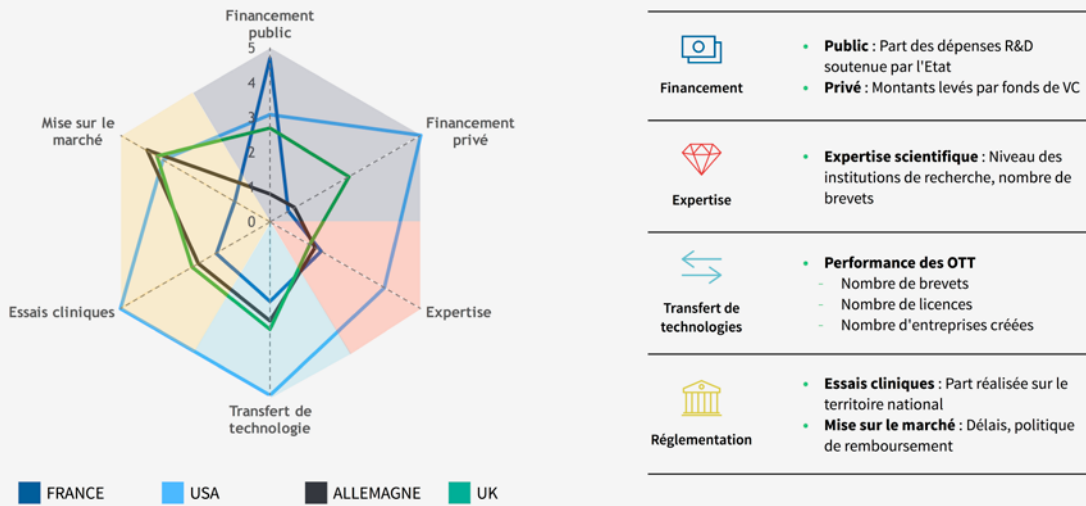 Financement
public
5
4
3
2
1
0
Financement
privé
Expertise
Transfert de
technologie
Essais cliniques
Mise sur le
marché
FRANCE
USA
ALLEMAGNE
UK
Financement
• Public : Part des dépenses R&D
soutenue par l'Etat
• Privé : Montants levés par fonds de VC
Expertise
• Expertise scientifique : Niveau des
institutions de recherche, nombre de
brevets
Transfert de
technologies
• Performance des OTT
- Nombre de brevets
- Nombre de licences
- Nombre d'entreprises créées
Réglementation
• Essais cliniques : Part réalisée sur le
territoire national
• Mise sur le marché : Délais, politique
de remboursement